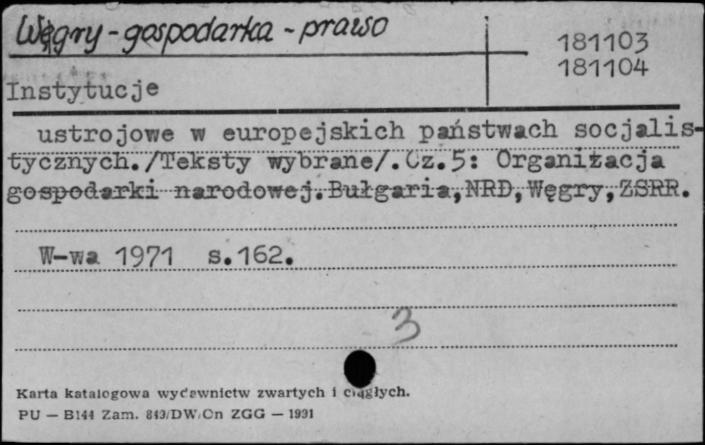 Węgry - gospodarka - prawo
181103
181104
Instytucje
ustrojowe w europejskich państwach socjalis-
tycznych./Teksty wybrane/.Cz.5: Organizacja
gospodarki narodowej.Bułgaria,NRD,Węgry,ZSRR.
W-wa 1971 s.162.
3
Karta katalogowa wydawnictw zwartych i ciągłych.
PU — B144 Zam. 843/DW/Cn ZGG — 1991